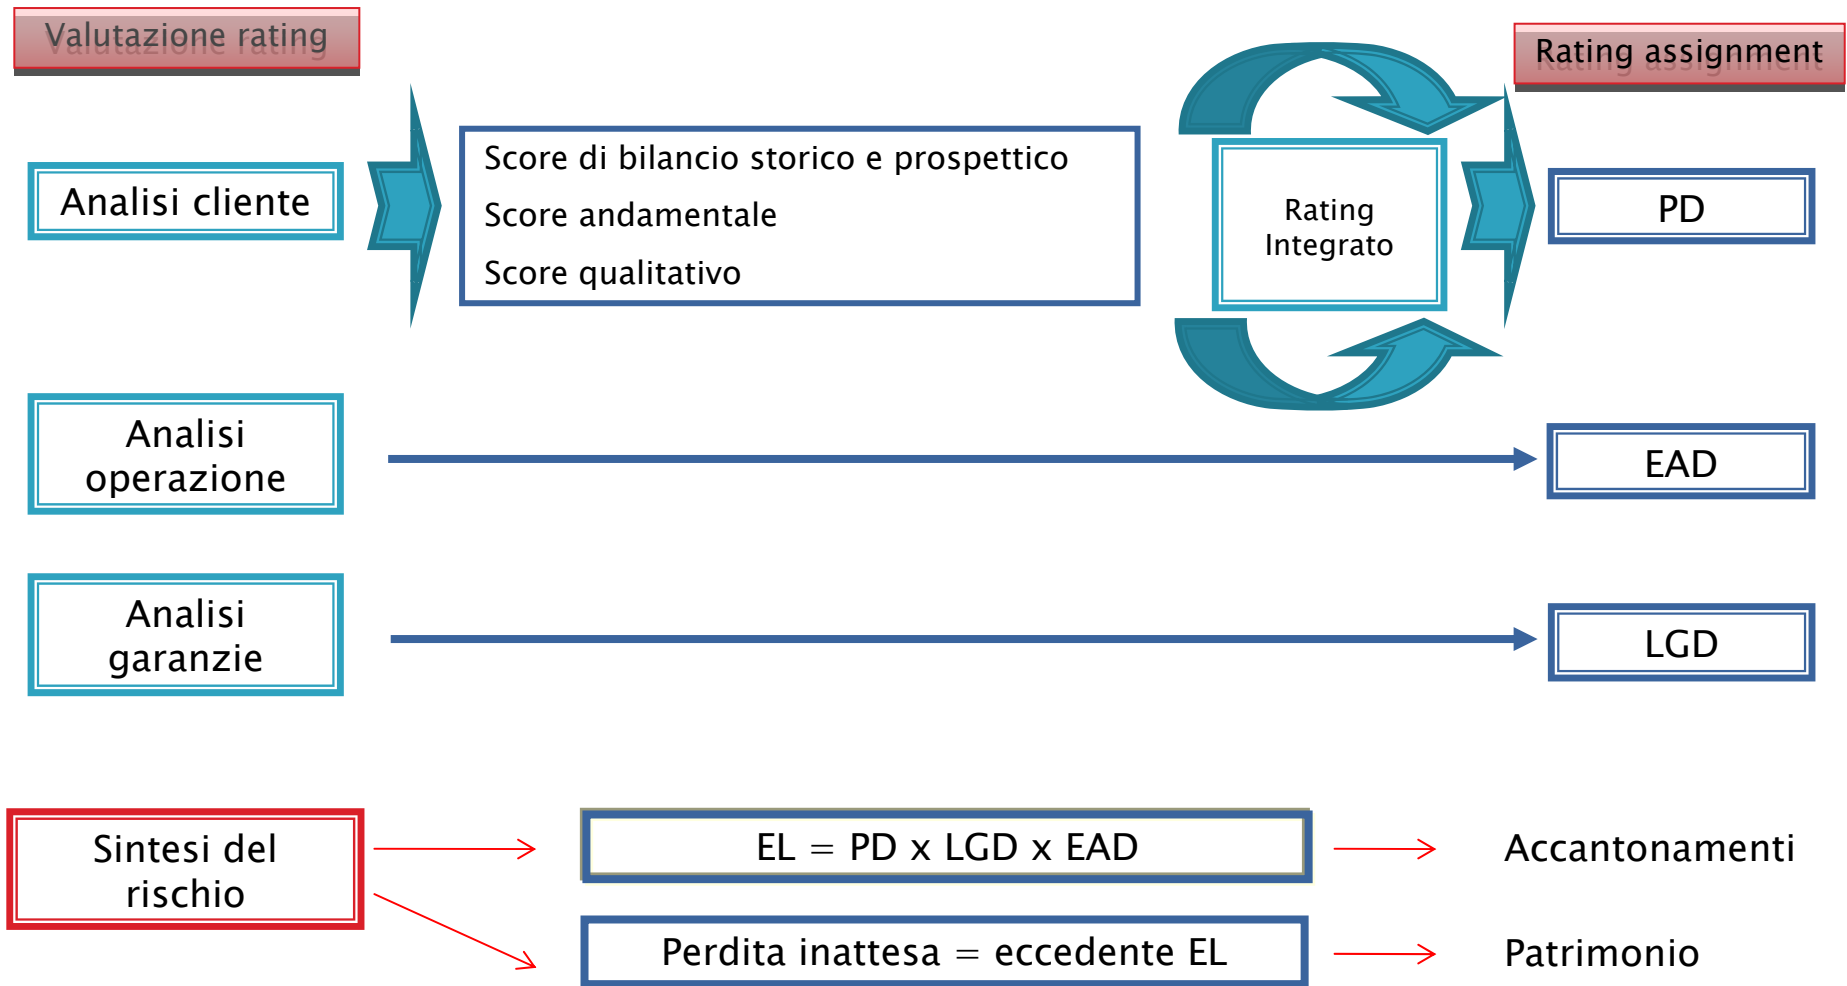 Valutazione rating
Rating assignment
Analisi cliente
Score di bilancio storico e prospettico
Score andamentale
Score qualitativo
Rating
Integrato
PD
Analisi
operazione
EAD
Analisi
garanzie
LGD
Sintesi del
rischio
EL = PD x LGD x EAD
Accantonamenti
Perdita inattesa = eccedente EL
Patrimonio